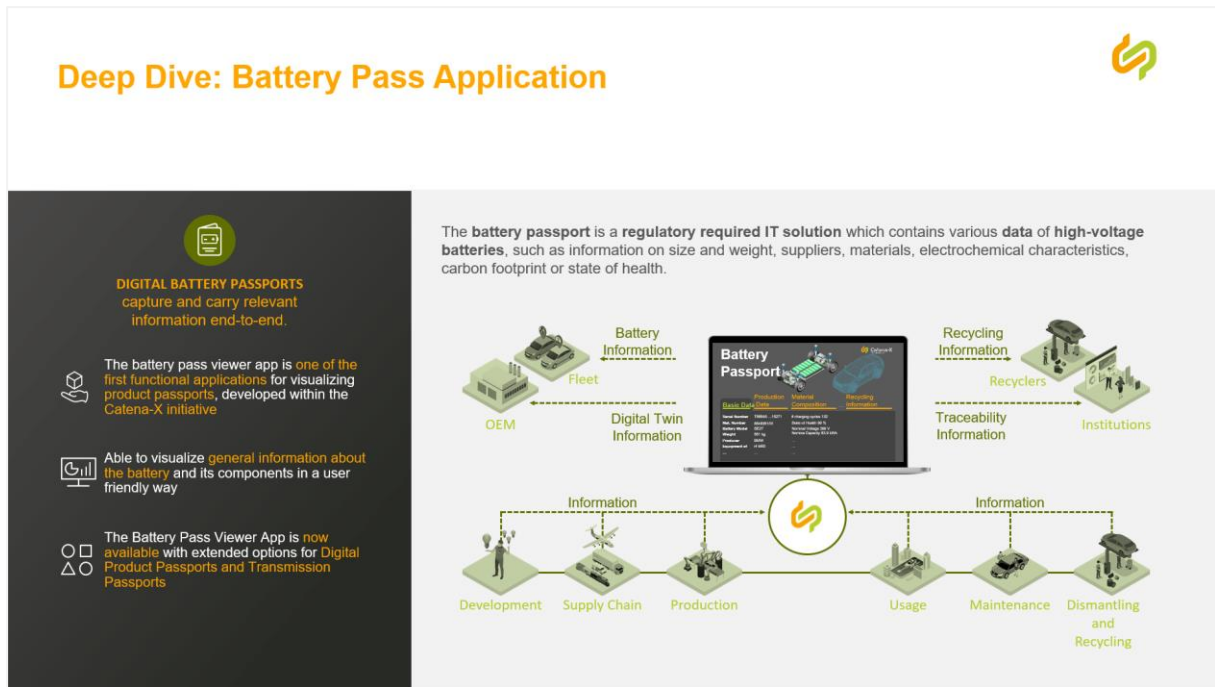 Deep Dive: Battery Pass Application
DIGITAL BATTERY PASSPORTS
capture and carry relevant
information end-to-end.
The battery pass viewer app is one of the
first functional applications for visualizing
product passports, developed within the
Catena-X initiative
Able to visualize general information about
the battery and its components in a user
friendly way
The Battery Pass Viewer App is now
available with extended options for Digital
Product Passports and Transmission
Passports
The battery passport is a regulatory required IT solution which contains various data of high-voltage
batteries, such as information on size and weight, suppliers, materials, electrochemical characteristics,
carbon footprint or state of health.
Fleet
OEM
Battery
Information
Digital Twin
Information
Battery
Passport
Basic Data
Production
Data
Material
Composition
Recycling
Information
Serial Number
Battery Model
Weight
Producer
Recycling
Information
Traceability
Information
Recyclers
Institutions
Information
Information
Development
Supply Chain
Production
Usage
Maintenance
Dismantling
and
Recycling